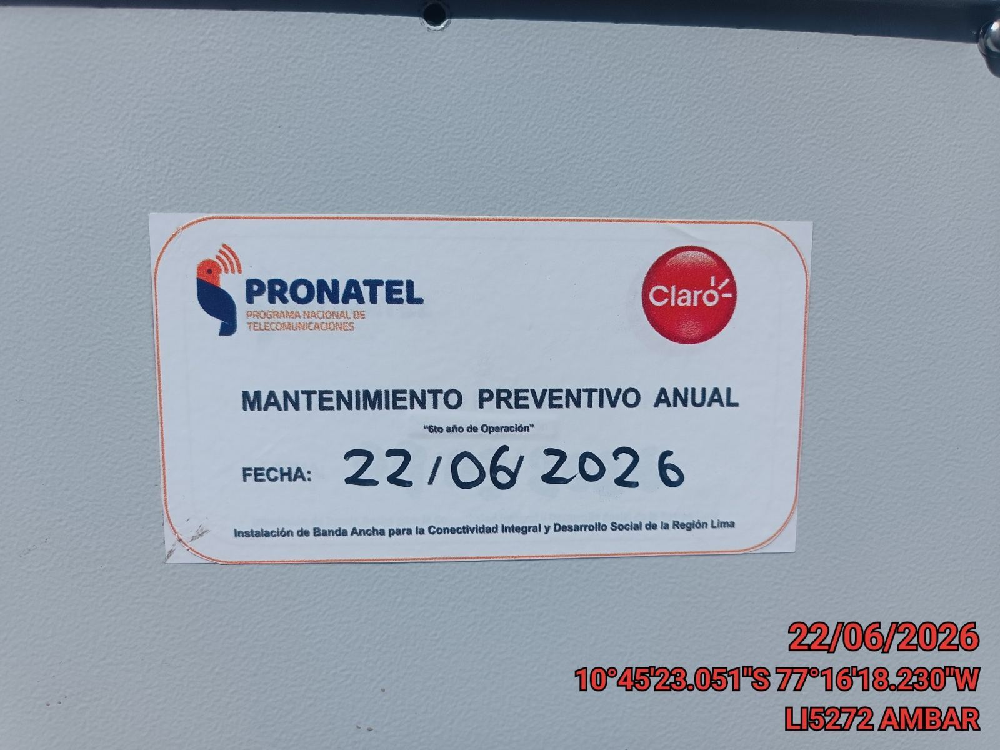 PRONATEL
PROGRAMA NACIONAL DE
TELECOMUNICACIONES
Claro
MANTENIMIENTO PREVENTIVO ANUAL
“6to año de Operación”
FECHA: 22/06/2026
Instalación de Banda Ancha para la Conectividad Integral y Desarrollo Social de la Región Lima
22/06/2026
10°45'23.051"S 77°16'18.230"W
LI5272 AMBAR